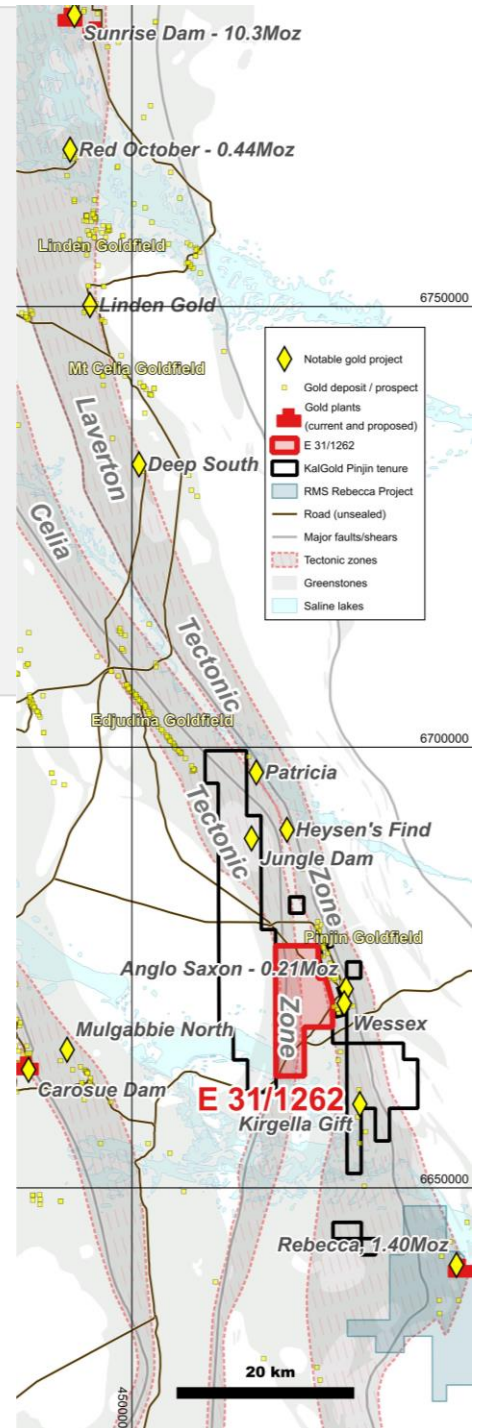 Sunrise Dam - 10.3Moz
Red October - 0.44Moz
Linden Goldfield
6750000
Linden Gold
Mt Celia Goldfield
Notable gold project
Gold deposit / prospect
Gold plants
(current and proposed)
E 31/1262
KalGold Pinjin tenure
RMS Rebecca Project
Road (unsealed)
Major faults/shears
Tectonic zones
Greenstones
Saline lakes
Laverton
Deep South
Celia
Tectonic
Edjudina Goldfield
6700000
Patricia
Tectonic
Heysen's Find
Jungle Dam
Zone
Pinjin Goldfield
Anglo Saxon - 0.21Moz
Zone
Wessex
Mulgabbie North
Carosue Dam
E 31/1262
Kirgella Gift
6650000
Rebecca, 1.40Moz
20 km
450000